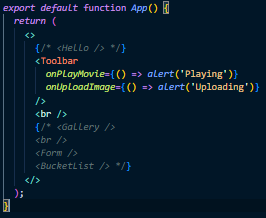 export default function App() {
return (
<>
{/* <Hello /> */}
<Toolbar
onPLayMovie={() => alert('Playing')}
onUploadImage={() => alert('Uploading')}
/>
<br />
{/* <Gallery />
<br />
<Form />
<BucketList /> */}
</>
);
}